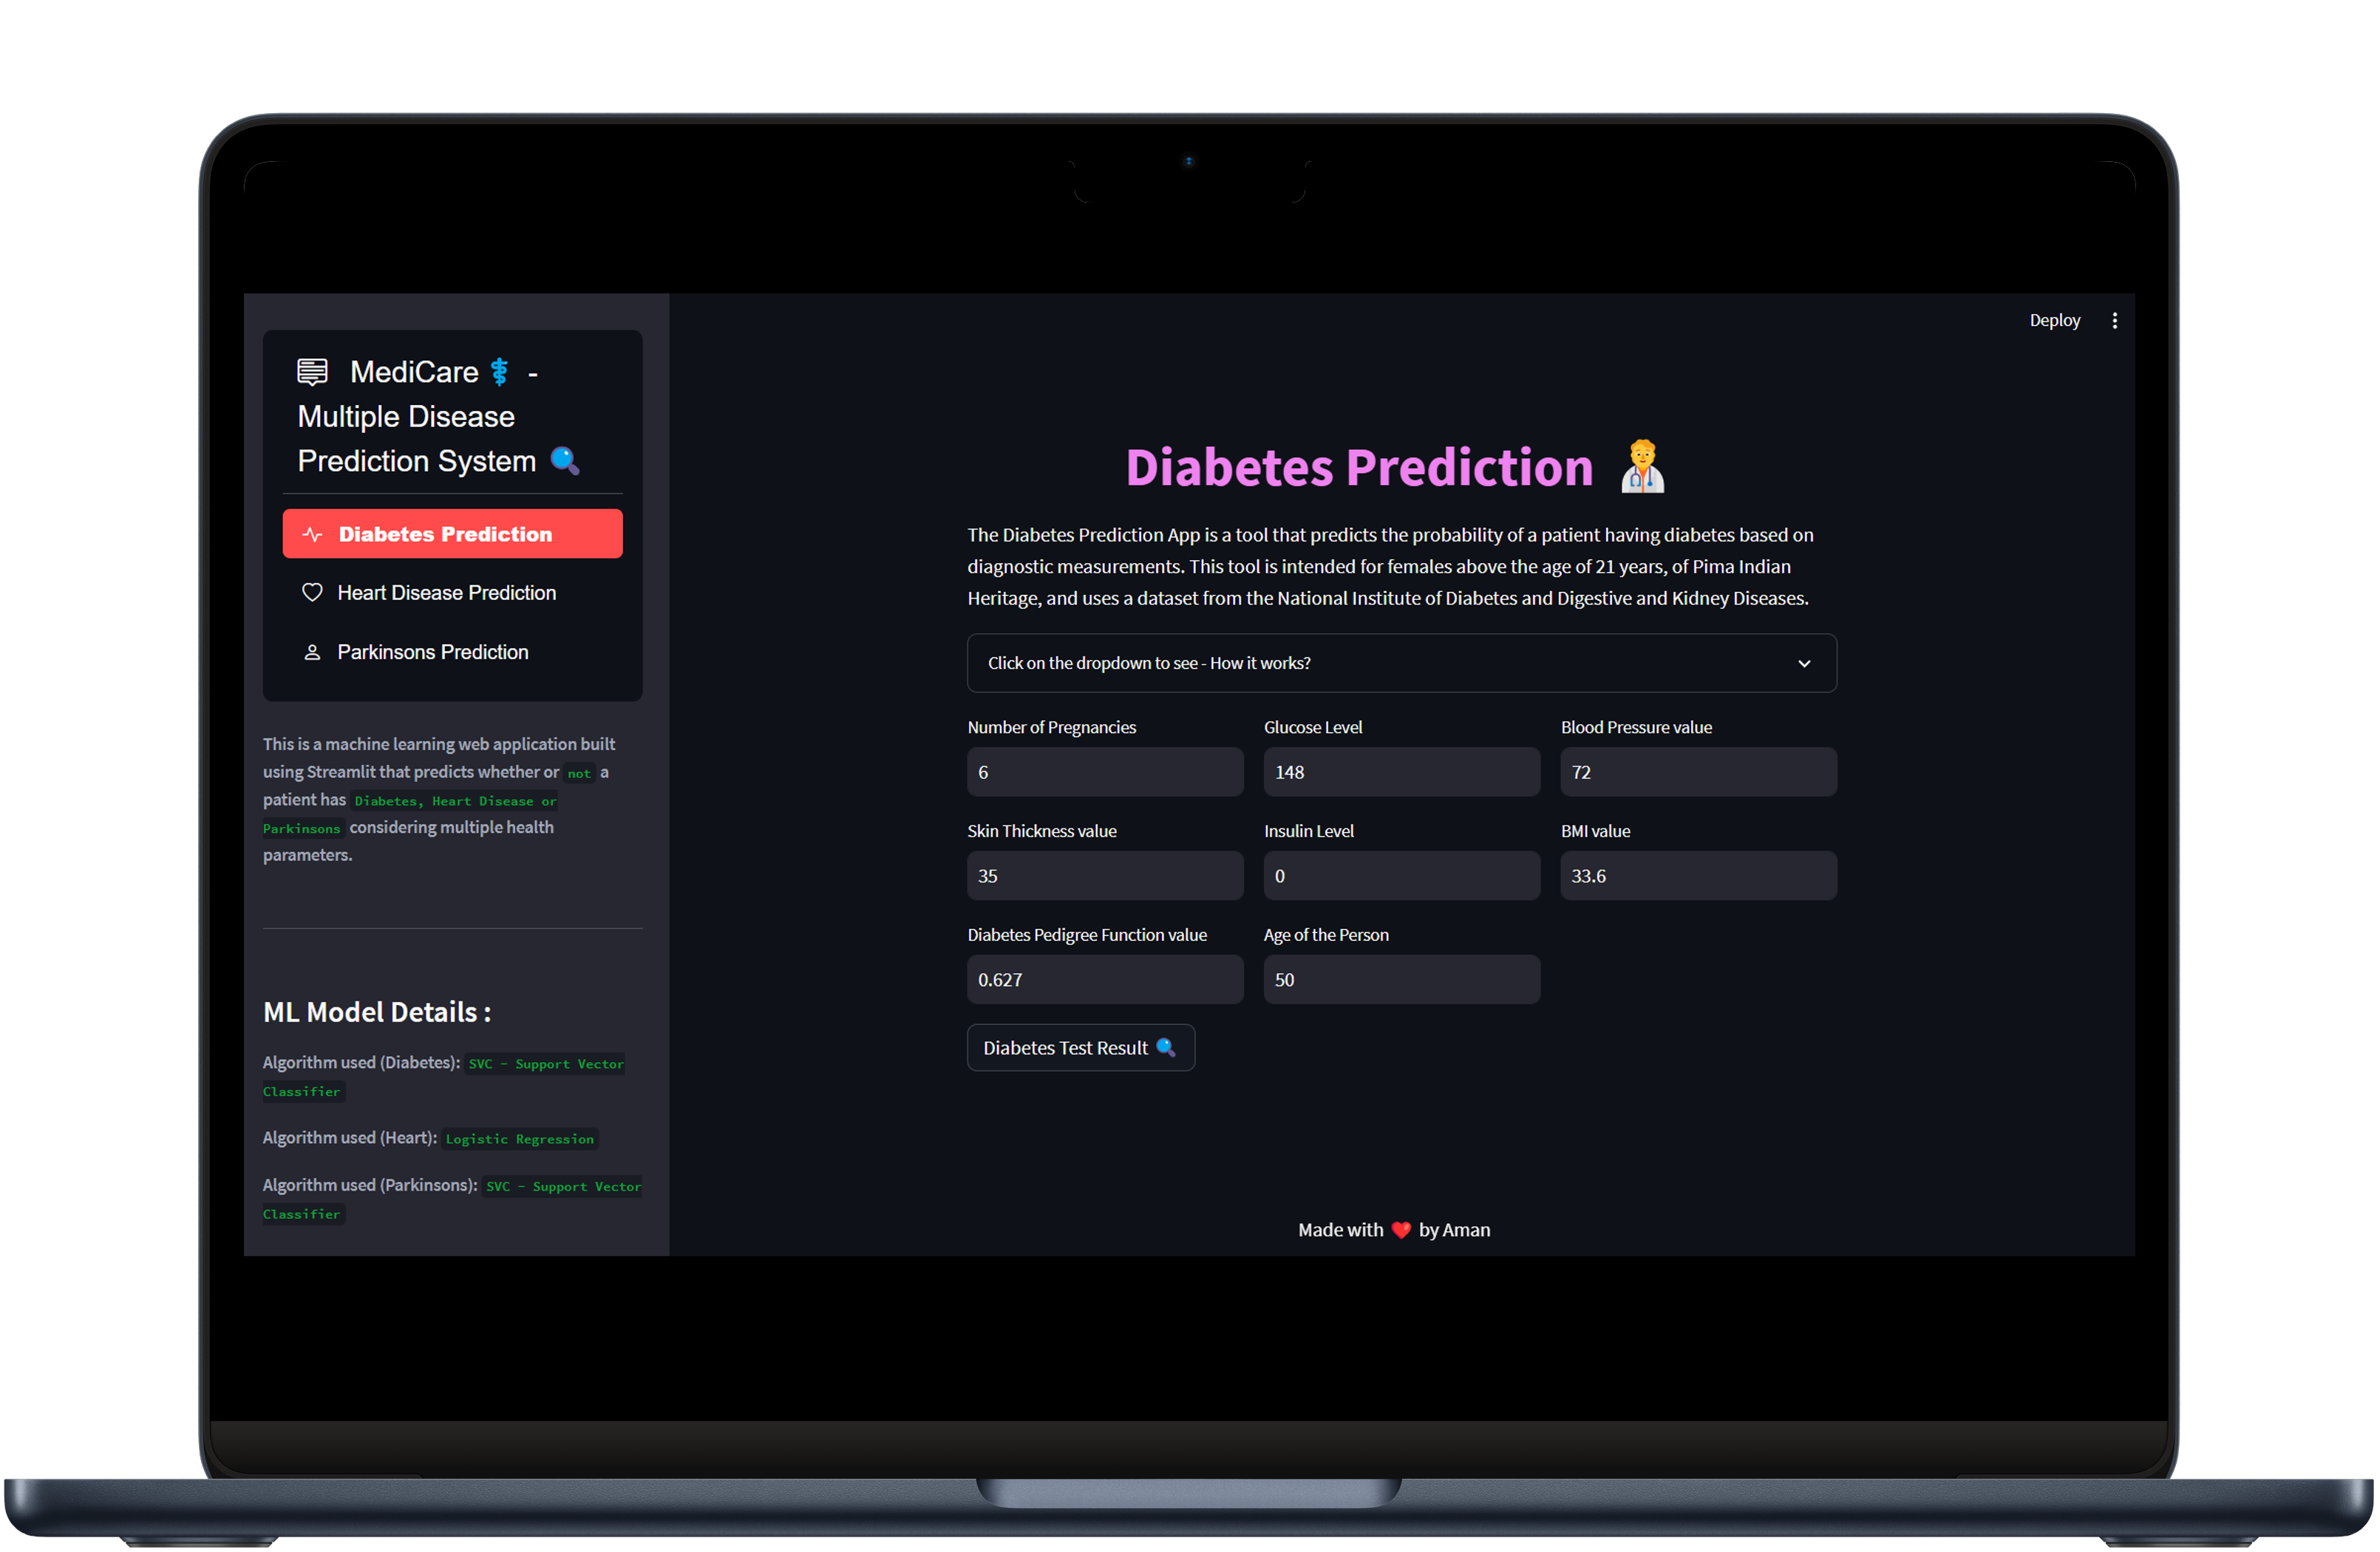 MediCare ⚕ -
Multiple Disease
Prediction System 🔍
Diabetes Prediction
Heart Disease Prediction
Parkinsons Prediction
This is a machine learning web application built
using Streamlit that predicts whether or not a
patient has Diabetes, Heart Disease or
Parkinsons considering multiple health
parameters.
ML Model Details :
Algorithm used (Diabetes): SVC - Support Vector
Classifier
Algorithm used (Heart): Logistic Regression
Algorithm used (Parkinsons): SVC - Support Vector
Classifier
Deploy
Diabetes Prediction 👨‍⚕️
The Diabetes Prediction App is a tool that predicts the probability of a patient having diabetes based on
diagnostic measurements. This tool is intended for females above the age of 21 years, of Pima Indian
Heritage, and uses a dataset from the National Institute of Diabetes and Digestive and Kidney Diseases.
Click on the dropdown to see - How it works?
Number of Pregnancies Glucose Level Blood Pressure value
6 148 72
Skin Thickness value Insulin Level BMI value
35 0 33.6
Diabetes Pedigree Function value Age of the Person
0.627 50
Diabetes Test Result 🔍
Made with ❤️ by Aman